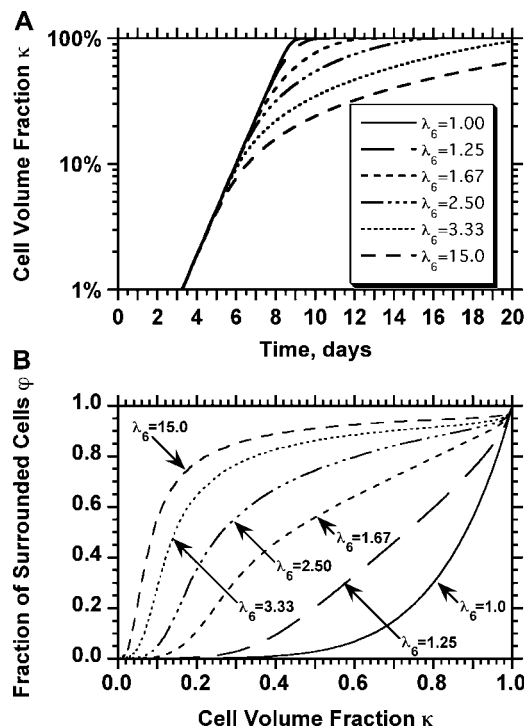 A
Cell Volume Fraction κ
100%
10%
1%
λ6=1.00
λ6=1.25
λ6=1.67
λ6=2.50
λ6=3.33
λ6=15.0
0 2 4 6 8 10 12 14 16 18 20
Time, days
B
Fraction of Surrounded Cells φ
1.0
0.8
0.6
0.4
0.2
0.0
λ6=15.0
λ6=1.67
λ6=2.50
λ6=3.33
λ6=1.0
λ6=1.25
0.0 0.2 0.4 0.6 0.8 1.0
Cell Volume Fraction κ